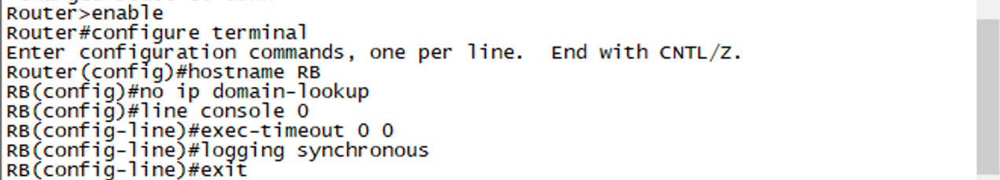 Router>enable
Router#configure terminal
Enter configuration commands, one per line.  End with CNTL/Z.
Router(config)#hostname RB
RB(config)#no ip domain-lookup
RB(config)#line console 0
RB(config-line)#exec-timeout 0 0
RB(config-line)#logging synchronous
RB(config-line)#exit